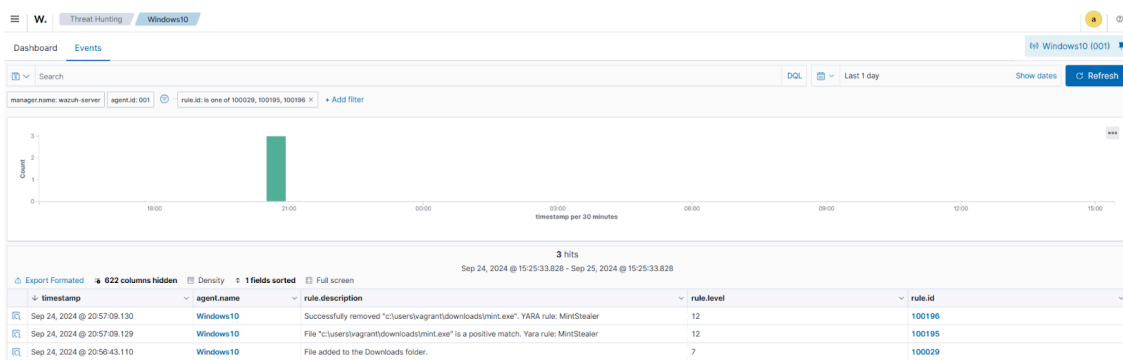 W. Threat Hunting Windows10 a
Dashboard Events Windows10 (001)
Search DQL Last 1 day Show dates Refresh
manager.name: wazuh-server agent.id: 001 rule.id: is one of 100029, 100195, 100196 × + Add filter
Count
3
2
1
0
18:00 21:00 00:00 03:00 06:00 09:00 12:00 15:00
timestamp per 30 minutes
3 hits
Sep 24, 2024 @ 15:25:33.828 - Sep 25, 2024 @ 15:25:33.828
Export Formated 622 columns hidden Density 1 fields sorted Full screen
timestamp agent.name rule.description rule.level rule.id
Sep 24, 2024 @ 20:57:09.130 Windows10 Successfully removed "c:\users\vagrant\downloads\mint.exe". YARA rule: MintStealer 12 100196
Sep 24, 2024 @ 20:57:09.129 Windows10 File "c:\users\vagrant\downloads\mint.exe" is a positive match. Yara rule: MintStealer 12 100195
Sep 24, 2024 @ 20:56:43.110 Windows10 File added to the Downloads folder. 7 100029